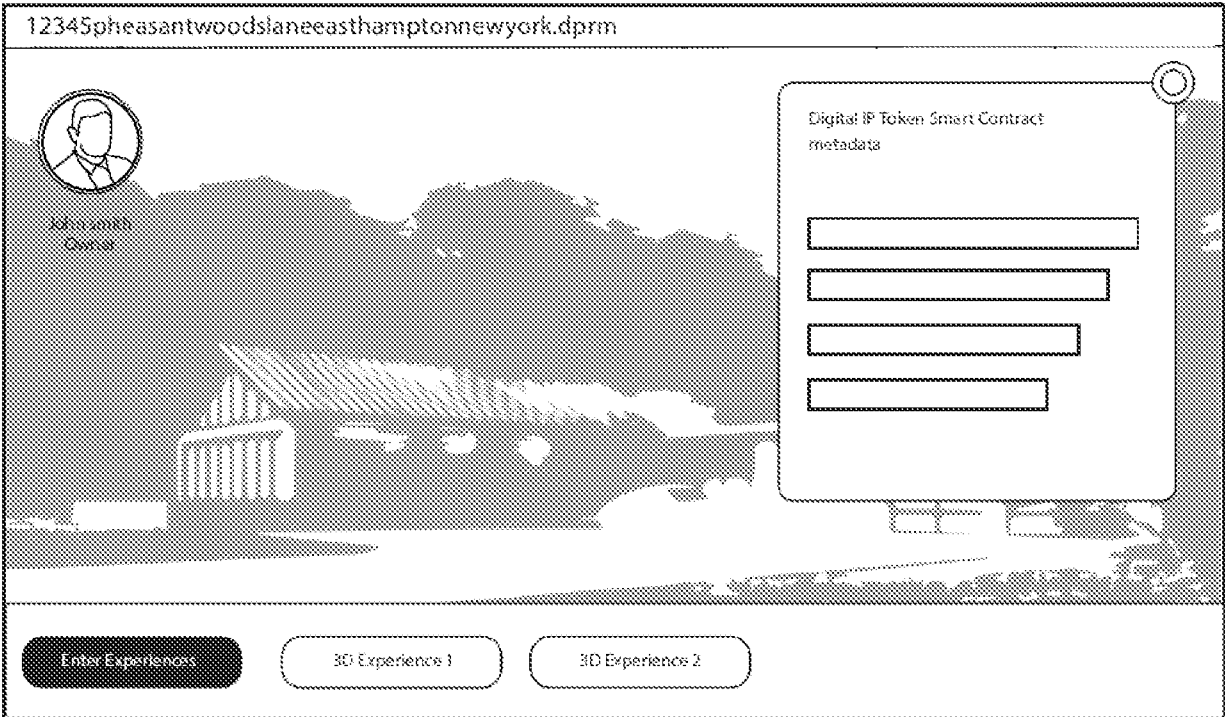 12345pheasantwoodslaneeasthamptonnewyork.dprm
Digital IP Token Smart Contract
metadata
John Smith
Owner
Enter Experiences
3D Experience 1
3D Experience 2